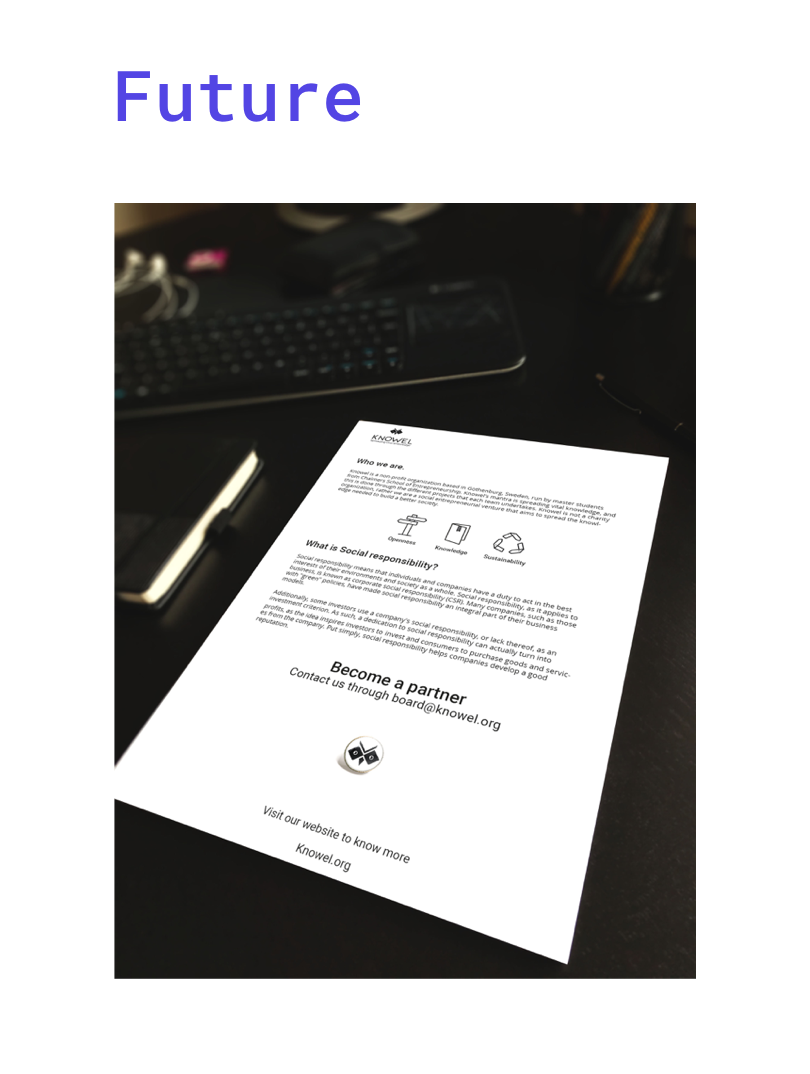 Future
KNOWEL
Who we are.
Knowel is a non profit organization based in Gothenburg, Sweden, run by master students
from Chalmers School of Entrepreneurship. Knowel's mantra is spreading vital knowledge, and
this is done through the different projects that each team undertakes. Knowel is not a charity
organization, rather we are a social entrepreneurial venture that aims to spread the knowl-
edge needed to build a better society.
Openness
Knowledge
Sustainability
What is Social responsibility?
Social responsibility means that individuals and companies have a duty to act in the best
interests of their environments and society as a whole. Social responsibility, as it applies to
business, is known as corporate social responsibility (CSR). Many companies, such as those
with "green" policies, have made social responsibility an integral part of their business
models.
Additionally, some investors use a company's social responsibility, or lack thereof, as an
investment criterion. As such, a dedication to social responsibility can actually turn into
profits, as the idea inspires investors to invest and consumers to purchase goods and servic-
es from the company. Put simply, social responsibility helps companies develop a good
reputation.
Become a partner
Contact us through board@knowel.org
Visit our website to know more
Knowel.org